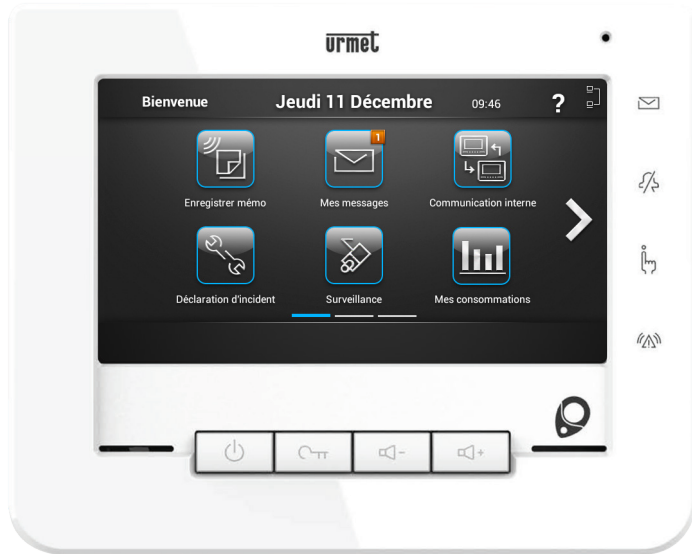 urmet
Bienvenue Jeudi 11 Décembre 09:46 ?
1
Enregistrer mémo Mes messages Communication interne
Déclaration d'incident Surveillance Mes consommations